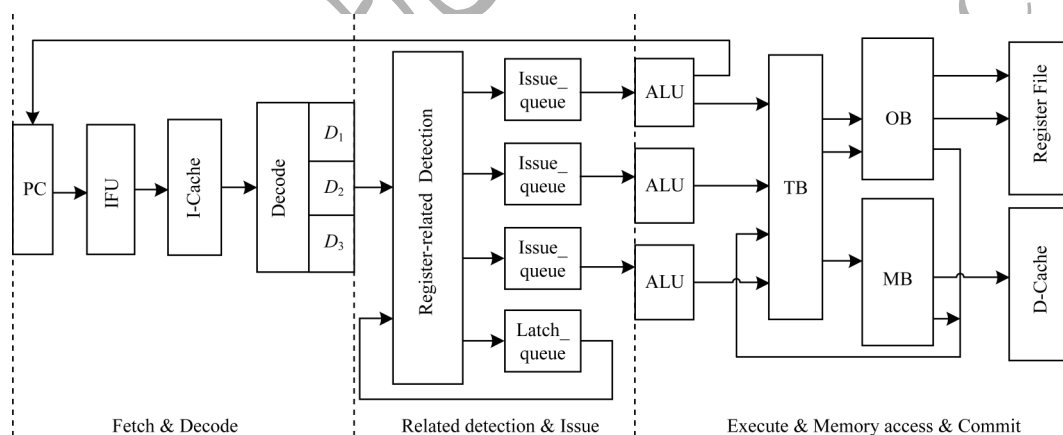 PC
IFU
I-Cache
Decode
D1
D2
D3
Register-related Detection
Issue_
queue
Issue_
queue
Issue_
queue
Latch_
queue
ALU
ALU
ALU
TB
OB
MB
Register File
D-Cache
Fetch & Decode
Related detection & Issue
Execute & Memory access & Commit